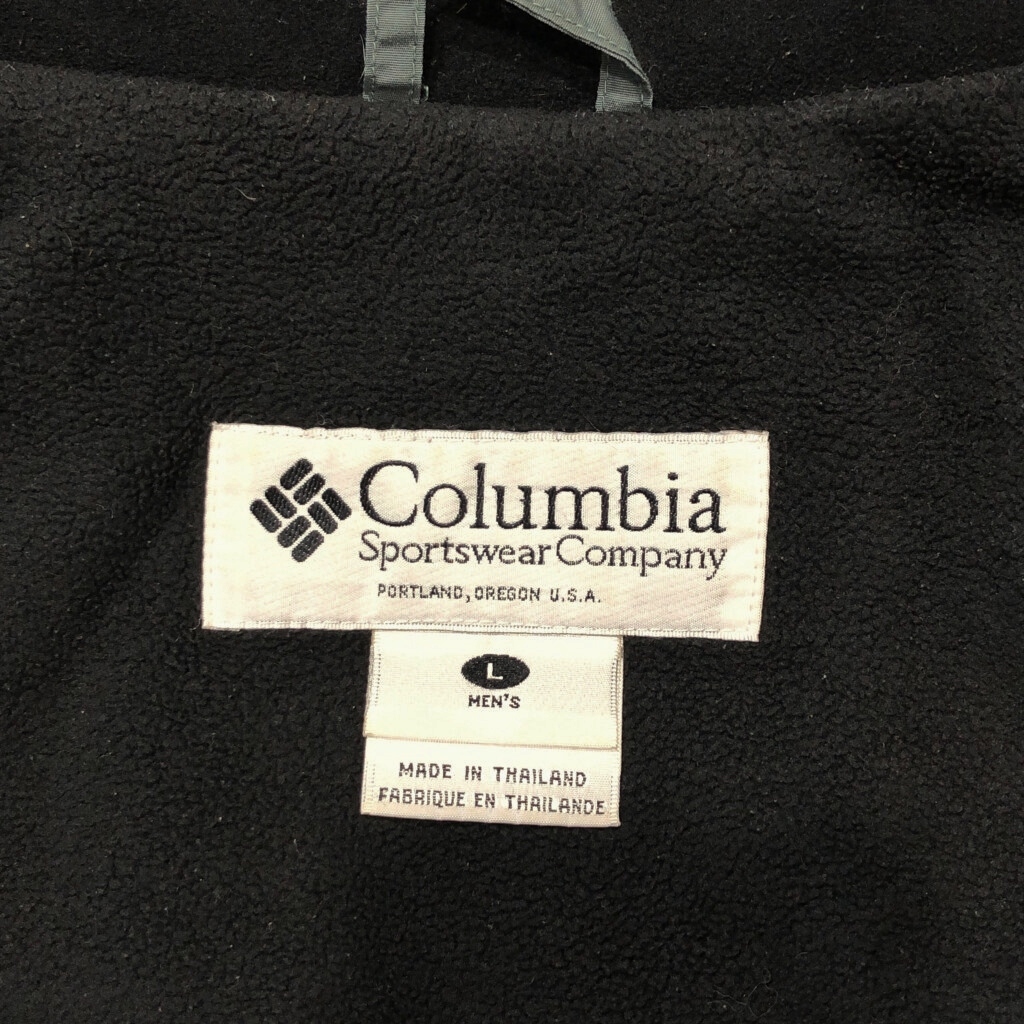 Columbia
Sportswear Company
PORTLAND, OREGON U.S.A.
L
MEN'S
MADE IN THAILAND
FABRIQUE EN THAILANDE